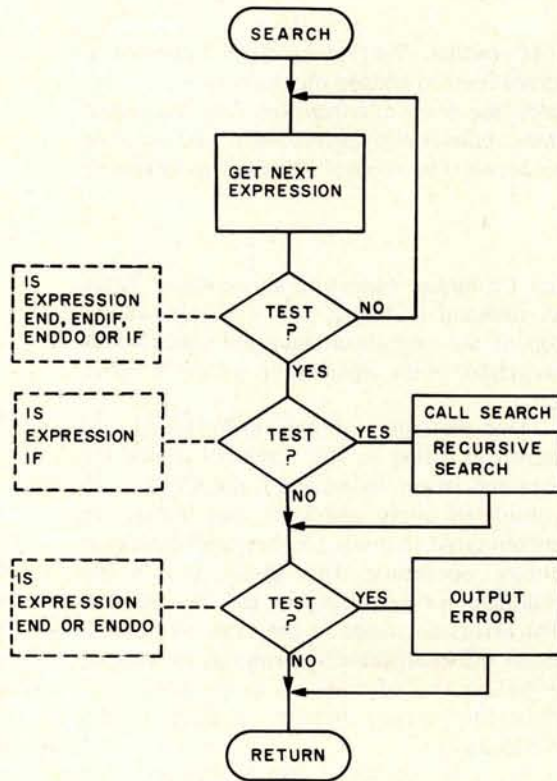 SEARCH
GET NEXT
EXPRESSION
IS
EXPRESSION
END, ENDIF,
ENDDO OR IF
TEST
?
NO
YES
IS
EXPRESSION
IF
TEST
?
YES
CALL SEARCH
RECURSIVE
SEARCH
NO
IS
EXPRESSION
END OR ENDDO
TEST
?
YES
OUTPUT
ERROR
NO
RETURN